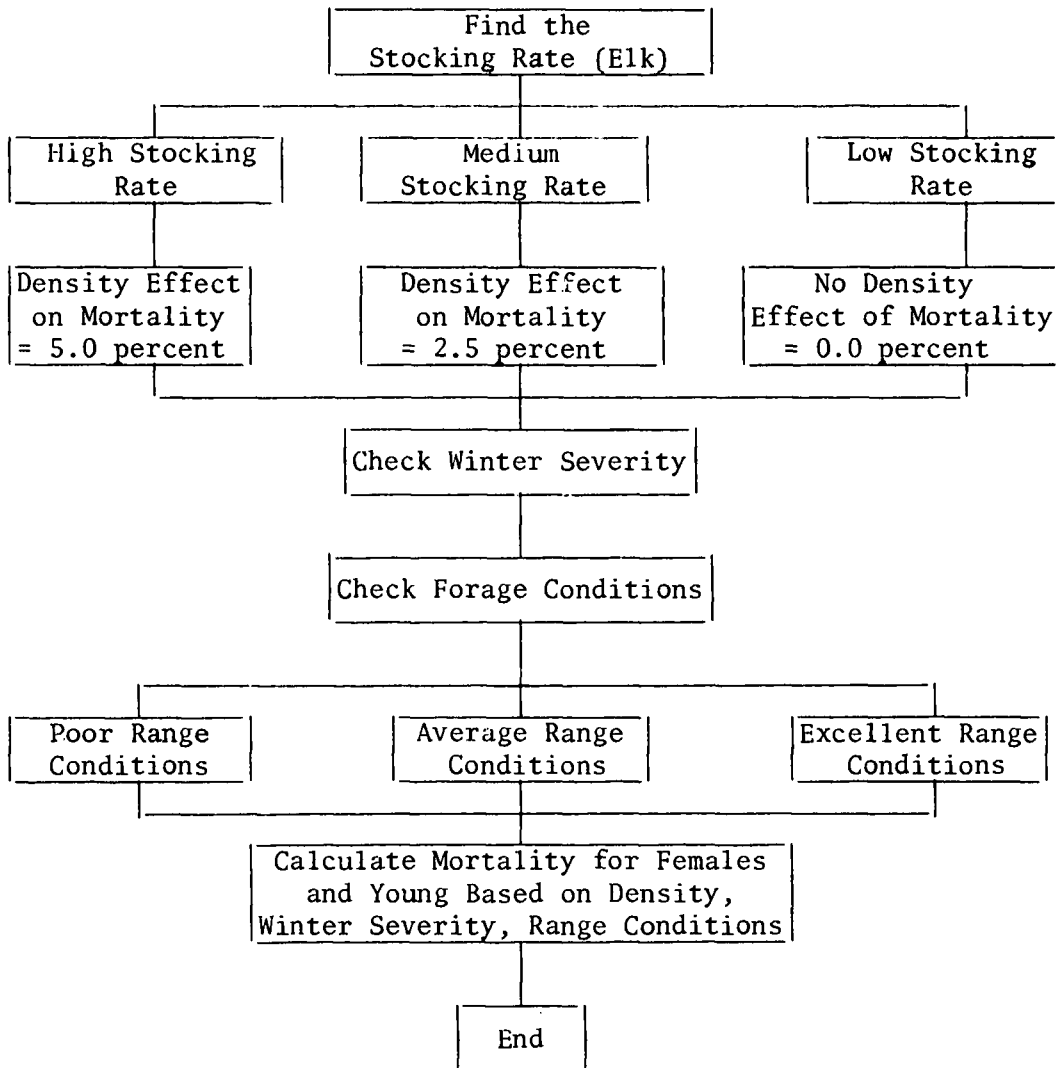 Find the
Stocking Rate (Elk)
High Stocking
Rate
Medium
Stocking Rate
Low Stocking
Rate
Density Effect
on Mortality
= 5.0 percent
Density Effect
on Mortality
= 2.5 percent
No Density
Effect of Mortality
= 0.0 percent
Check Winter Severity
Check Forage Conditions
Poor Range
Conditions
Average Range
Conditions
Excellent Range
Conditions
Calculate Mortality for Females
and Young Based on Density,
Winter Severity, Range Conditions
End